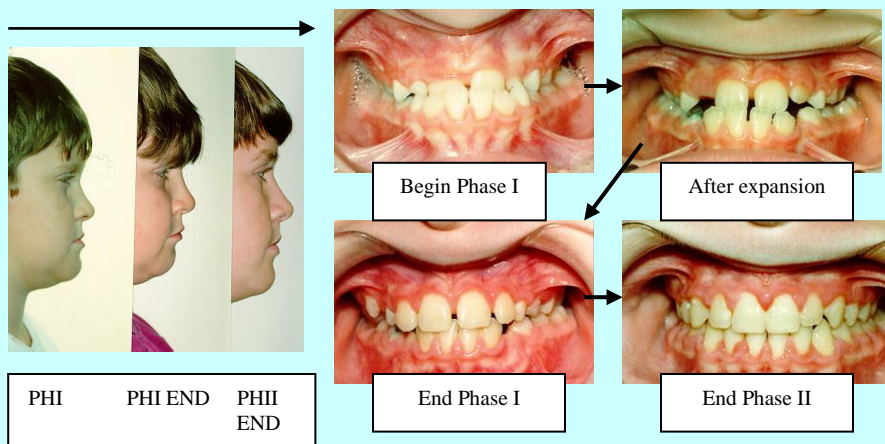 Begin Phase I
After expansion
End Phase I
End Phase II
PHI PHI END PHII
END